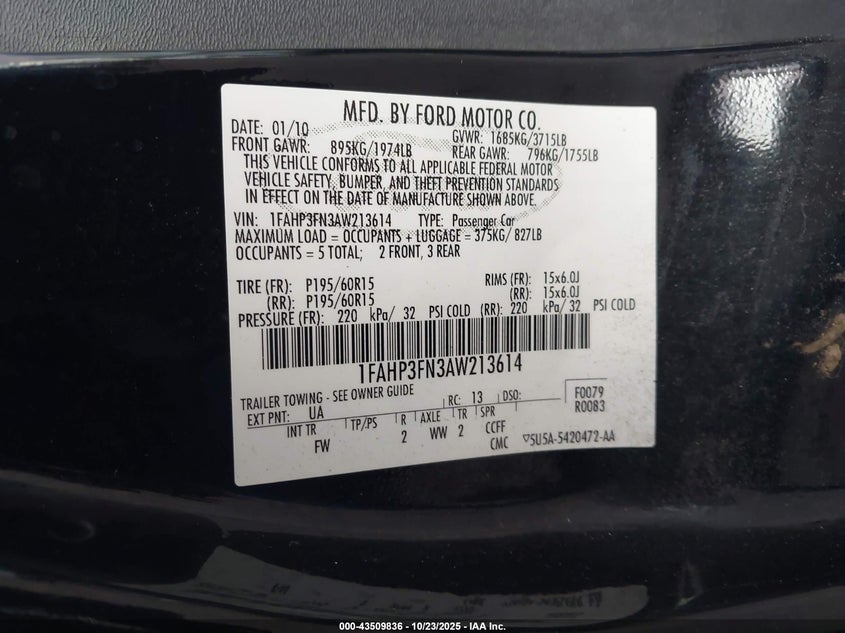 MFD. BY FORD MOTOR CO.
DATE: 01/10 GVWR: 1685KG/3715LB
FRONT GAWR: 895KG/1974LB REAR GAWR: 796KG/1755LB
THIS VEHICLE CONFORMS TO ALL APPLICABLE FEDERAL MOTOR
VEHICLE SAFETY, BUMPER, AND THEFT PREVENTION STANDARDS
IN EFFECT ON THE DATE OF MANUFACTURE SHOWN ABOVE.
VIN: 1FAHP3FN3AW213614 TYPE: Passenger Car
MAXIMUM LOAD = OCCUPANTS + LUGGAGE = 375KG/ 827LB
OCCUPANTS = 5 TOTAL; 2 FRONT, 3 REAR
TIRE (FR): P195/60R15 RIMS (FR): 15x6.0J
(RR): P195/60R15 (RR): 15x6.0J
PRESSURE (FR): 220 kPa/ 32 PSI COLD (RR): 220 kPa/ 32 PSI COLD
1FAHP3FN3AW213614
TRAILER TOWING - SEE OWNER GUIDE
EXT PNT: UA RC: 13 DSO: F0079
R0083
INT TR TP/PS R AXLE TR SPR
FW 2 WW 2 CCFF
CMC ▽5U5A-5420472-AA
000-43509836 - 10/23/2025 - IAA Inc.